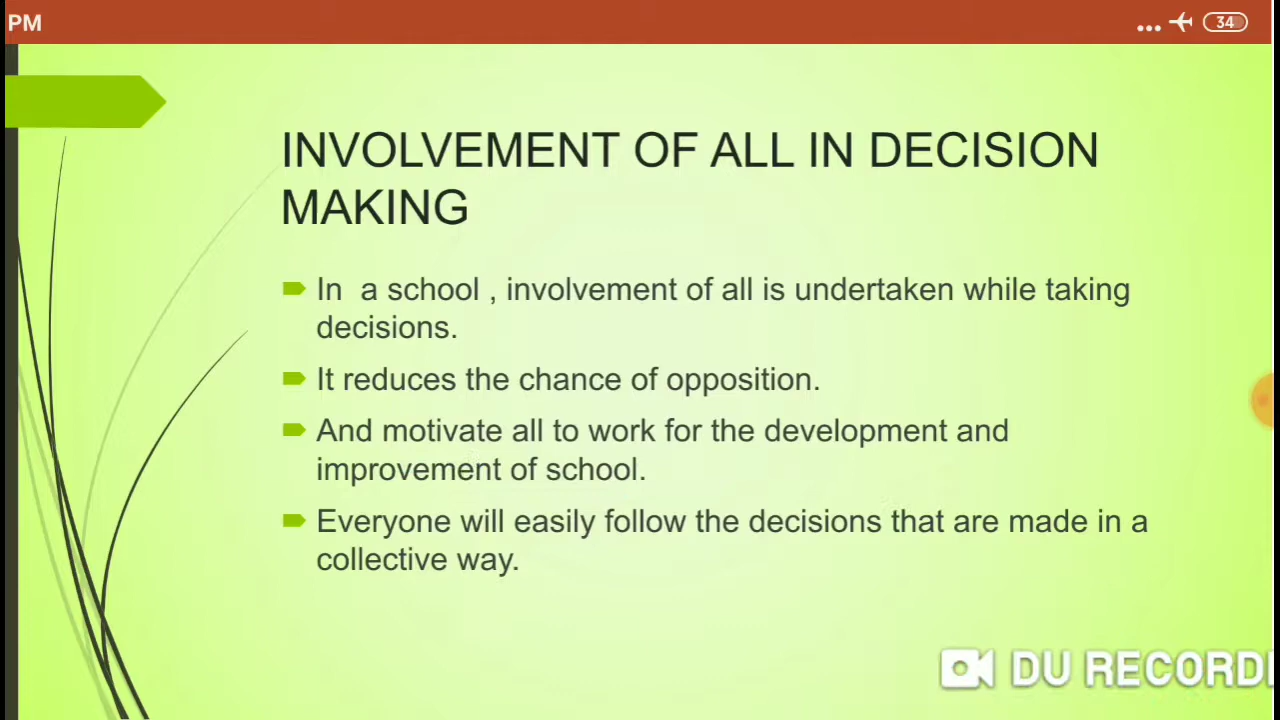 PM
34
INVOLVEMENT OF ALL IN DECISION
MAKING
In a school , involvement of all is undertaken while taking
decisions.
It reduces the chance of opposition.
And motivate all to work for the development and
improvement of school.
Everyone will easily follow the decisions that are made in a
collective way.
DU RECORD